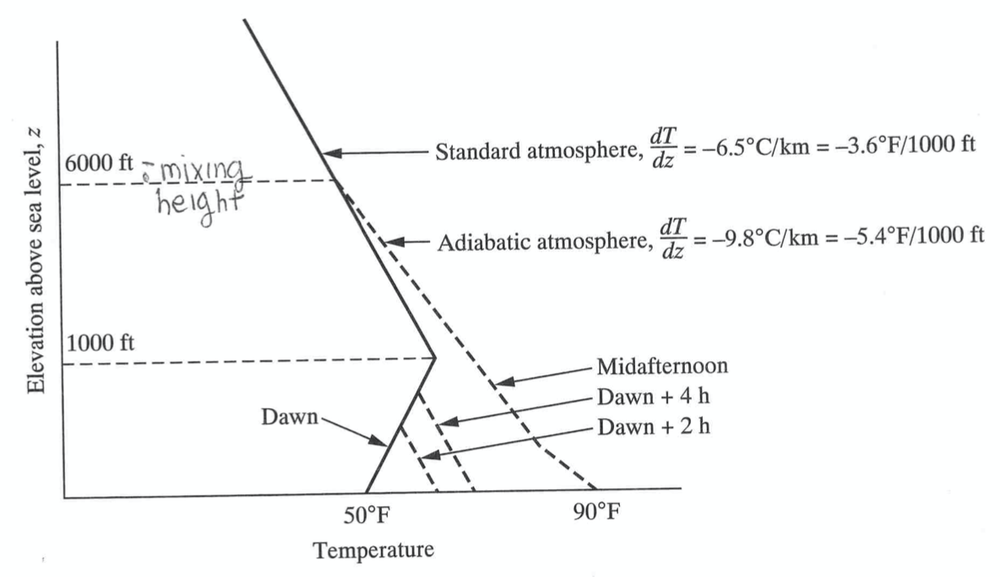 Elevation above sea level, z
6000 ft - mixing
height
Standard atmosphere, dT/dz = –6.5°C/km = –3.6°F/1000 ft
Adiabatic atmosphere, dT/dz = –9.8°C/km = –5.4°F/1000 ft
1000 ft
Midafternoon
Dawn + 4 h
Dawn
Dawn + 2 h
50°F
90°F
Temperature